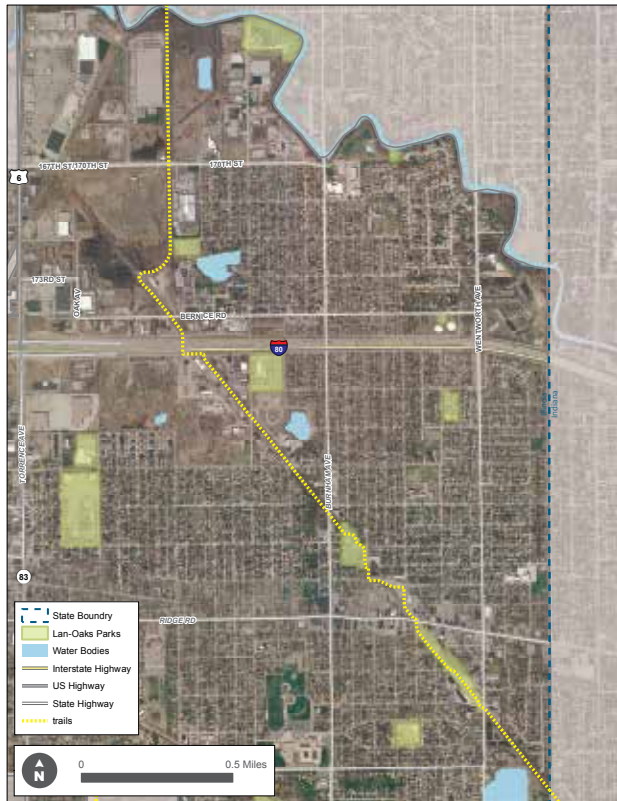 167TH ST/170TH ST
170TH ST
6
173RD ST
OAK AV
BERNICE RD
WENTWORTH AVE
80
Indiana
TORRENCE AVE
BURNHAM AVE
83
RIDGE RD
State Boundry
Lan-Oaks Parks
Water Bodies
Interstate Highway
US Highway
State Highway
trails
N
0
0.5 Miles